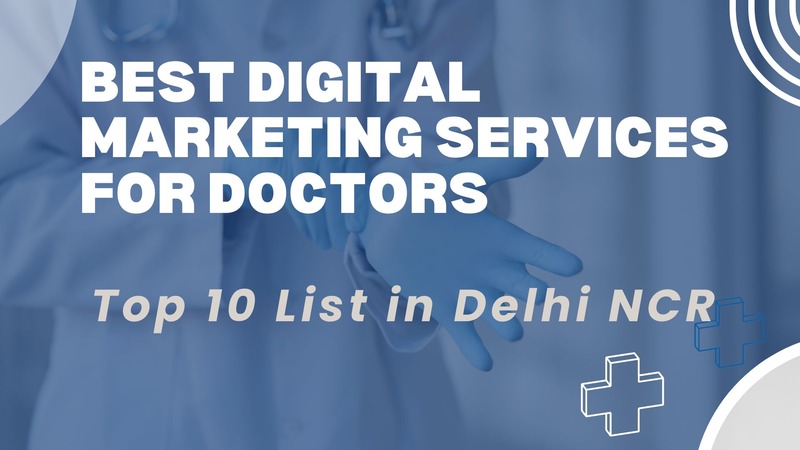 BEST DIGITAL
MARKETING SERVICES
FOR DOCTORS
Top 10 List in Delhi NCR